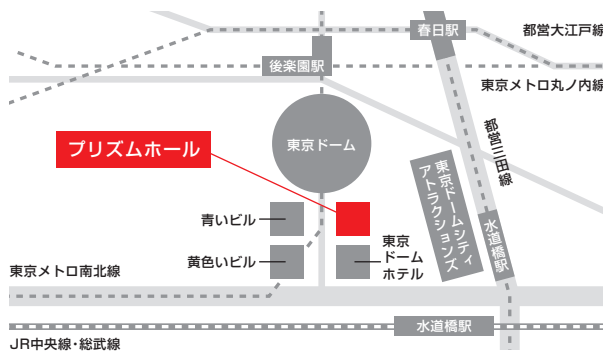 春日駅
都営大江戸線
後楽園駅
東京メトロ丸ノ内線
プリズムホール
東京ドーム
都営三田線
東京ドームシティ
アトラクションズ
青いビル
水道橋駅
黄色いビル
東京
ドーム
ホテル
東京メトロ南北線
水道橋駅
JR中央線・総武線